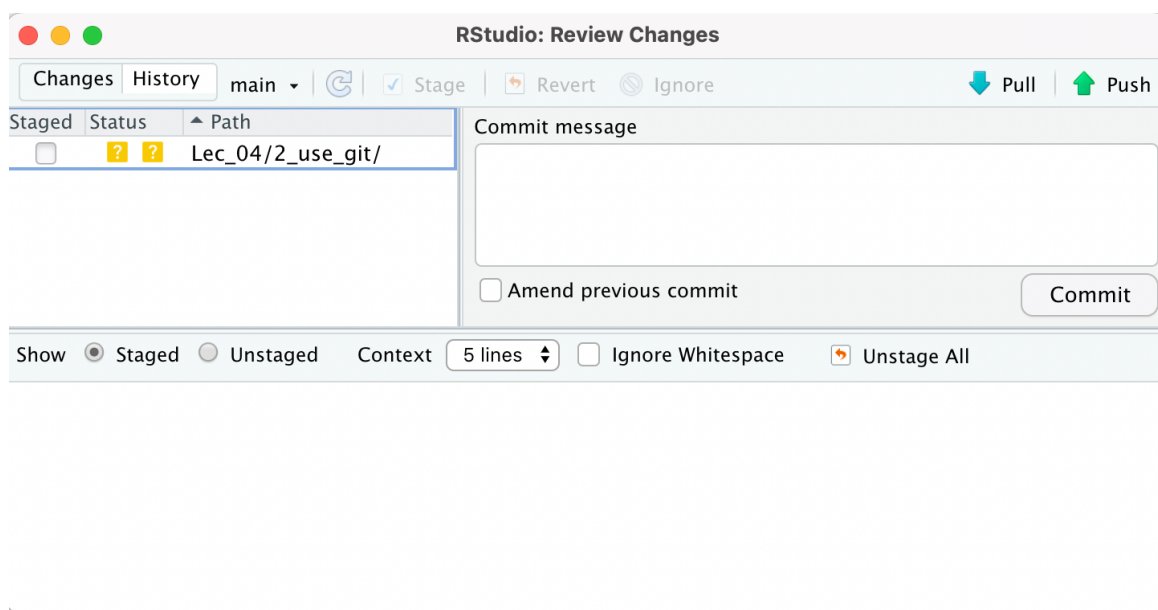 RStudio: Review Changes
Changes History main Stage Revert Ignore Pull Push
Staged Status Path
? ? Lec_04/2_use_git/
Commit message
Amend previous commit
Commit
Show Staged Unstaged Context 5 lines Ignore Whitespace Unstage All